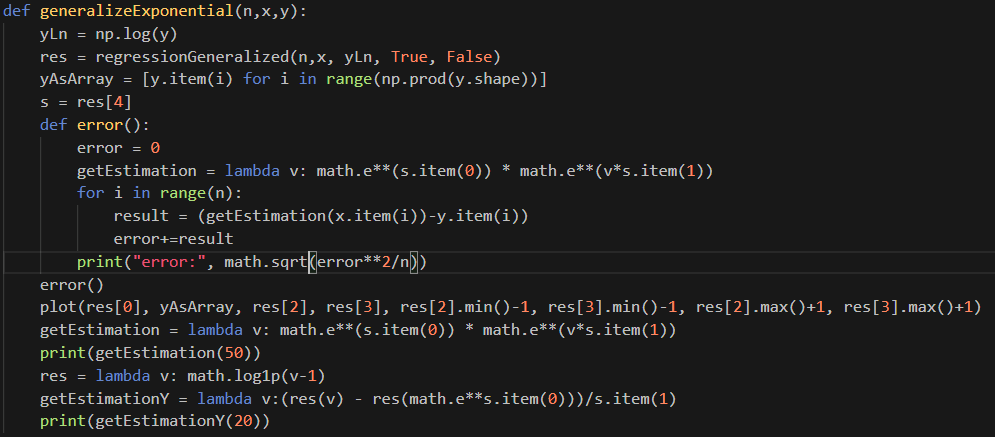 def generalizeExponential(n,x,y):
    yLn = np.log(y)
    res = regressionGeneralized(n,x, yLn, True, False)
    yAsArray = [y.item(i) for i in range(np.prod(y.shape))]
    s = res[4]
    def error():
        error = 0
        getEstimation = lambda v: math.e**(s.item(0)) * math.e**(v*s.item(1))
        for i in range(n):
            result = (getEstimation(x.item(i))-y.item(i))
            error+=result
        print("error:", math.sqrt(error**2/n))
    error()
    plot(res[0], yAsArray, res[2], res[3], res[2].min()-1, res[3].min()-1, res[2].max()+1, res[3].max()+1)
    getEstimation = lambda v: math.e**(s.item(0)) * math.e**(v*s.item(1))
    print(getEstimation(50))
    res = lambda v: math.log1p(v-1)
    getEstimationY = lambda v:(res(v) - res(math.e**s.item(0)))/s.item(1)
    print(getEstimationY(20))